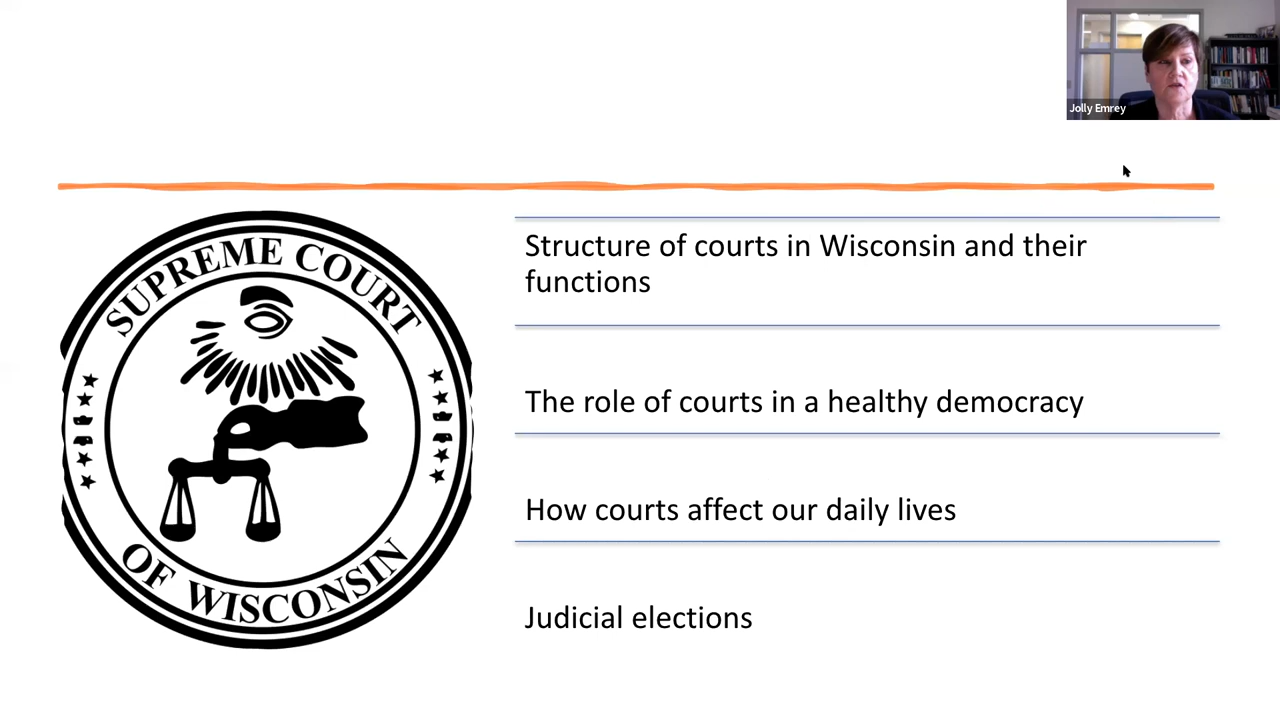 Jolly Emrey
SUPREME COURT
OF WISCONSIN
Structure of courts in Wisconsin and their
functions
The role of courts in a healthy democracy
How courts affect our daily lives
Judicial elections